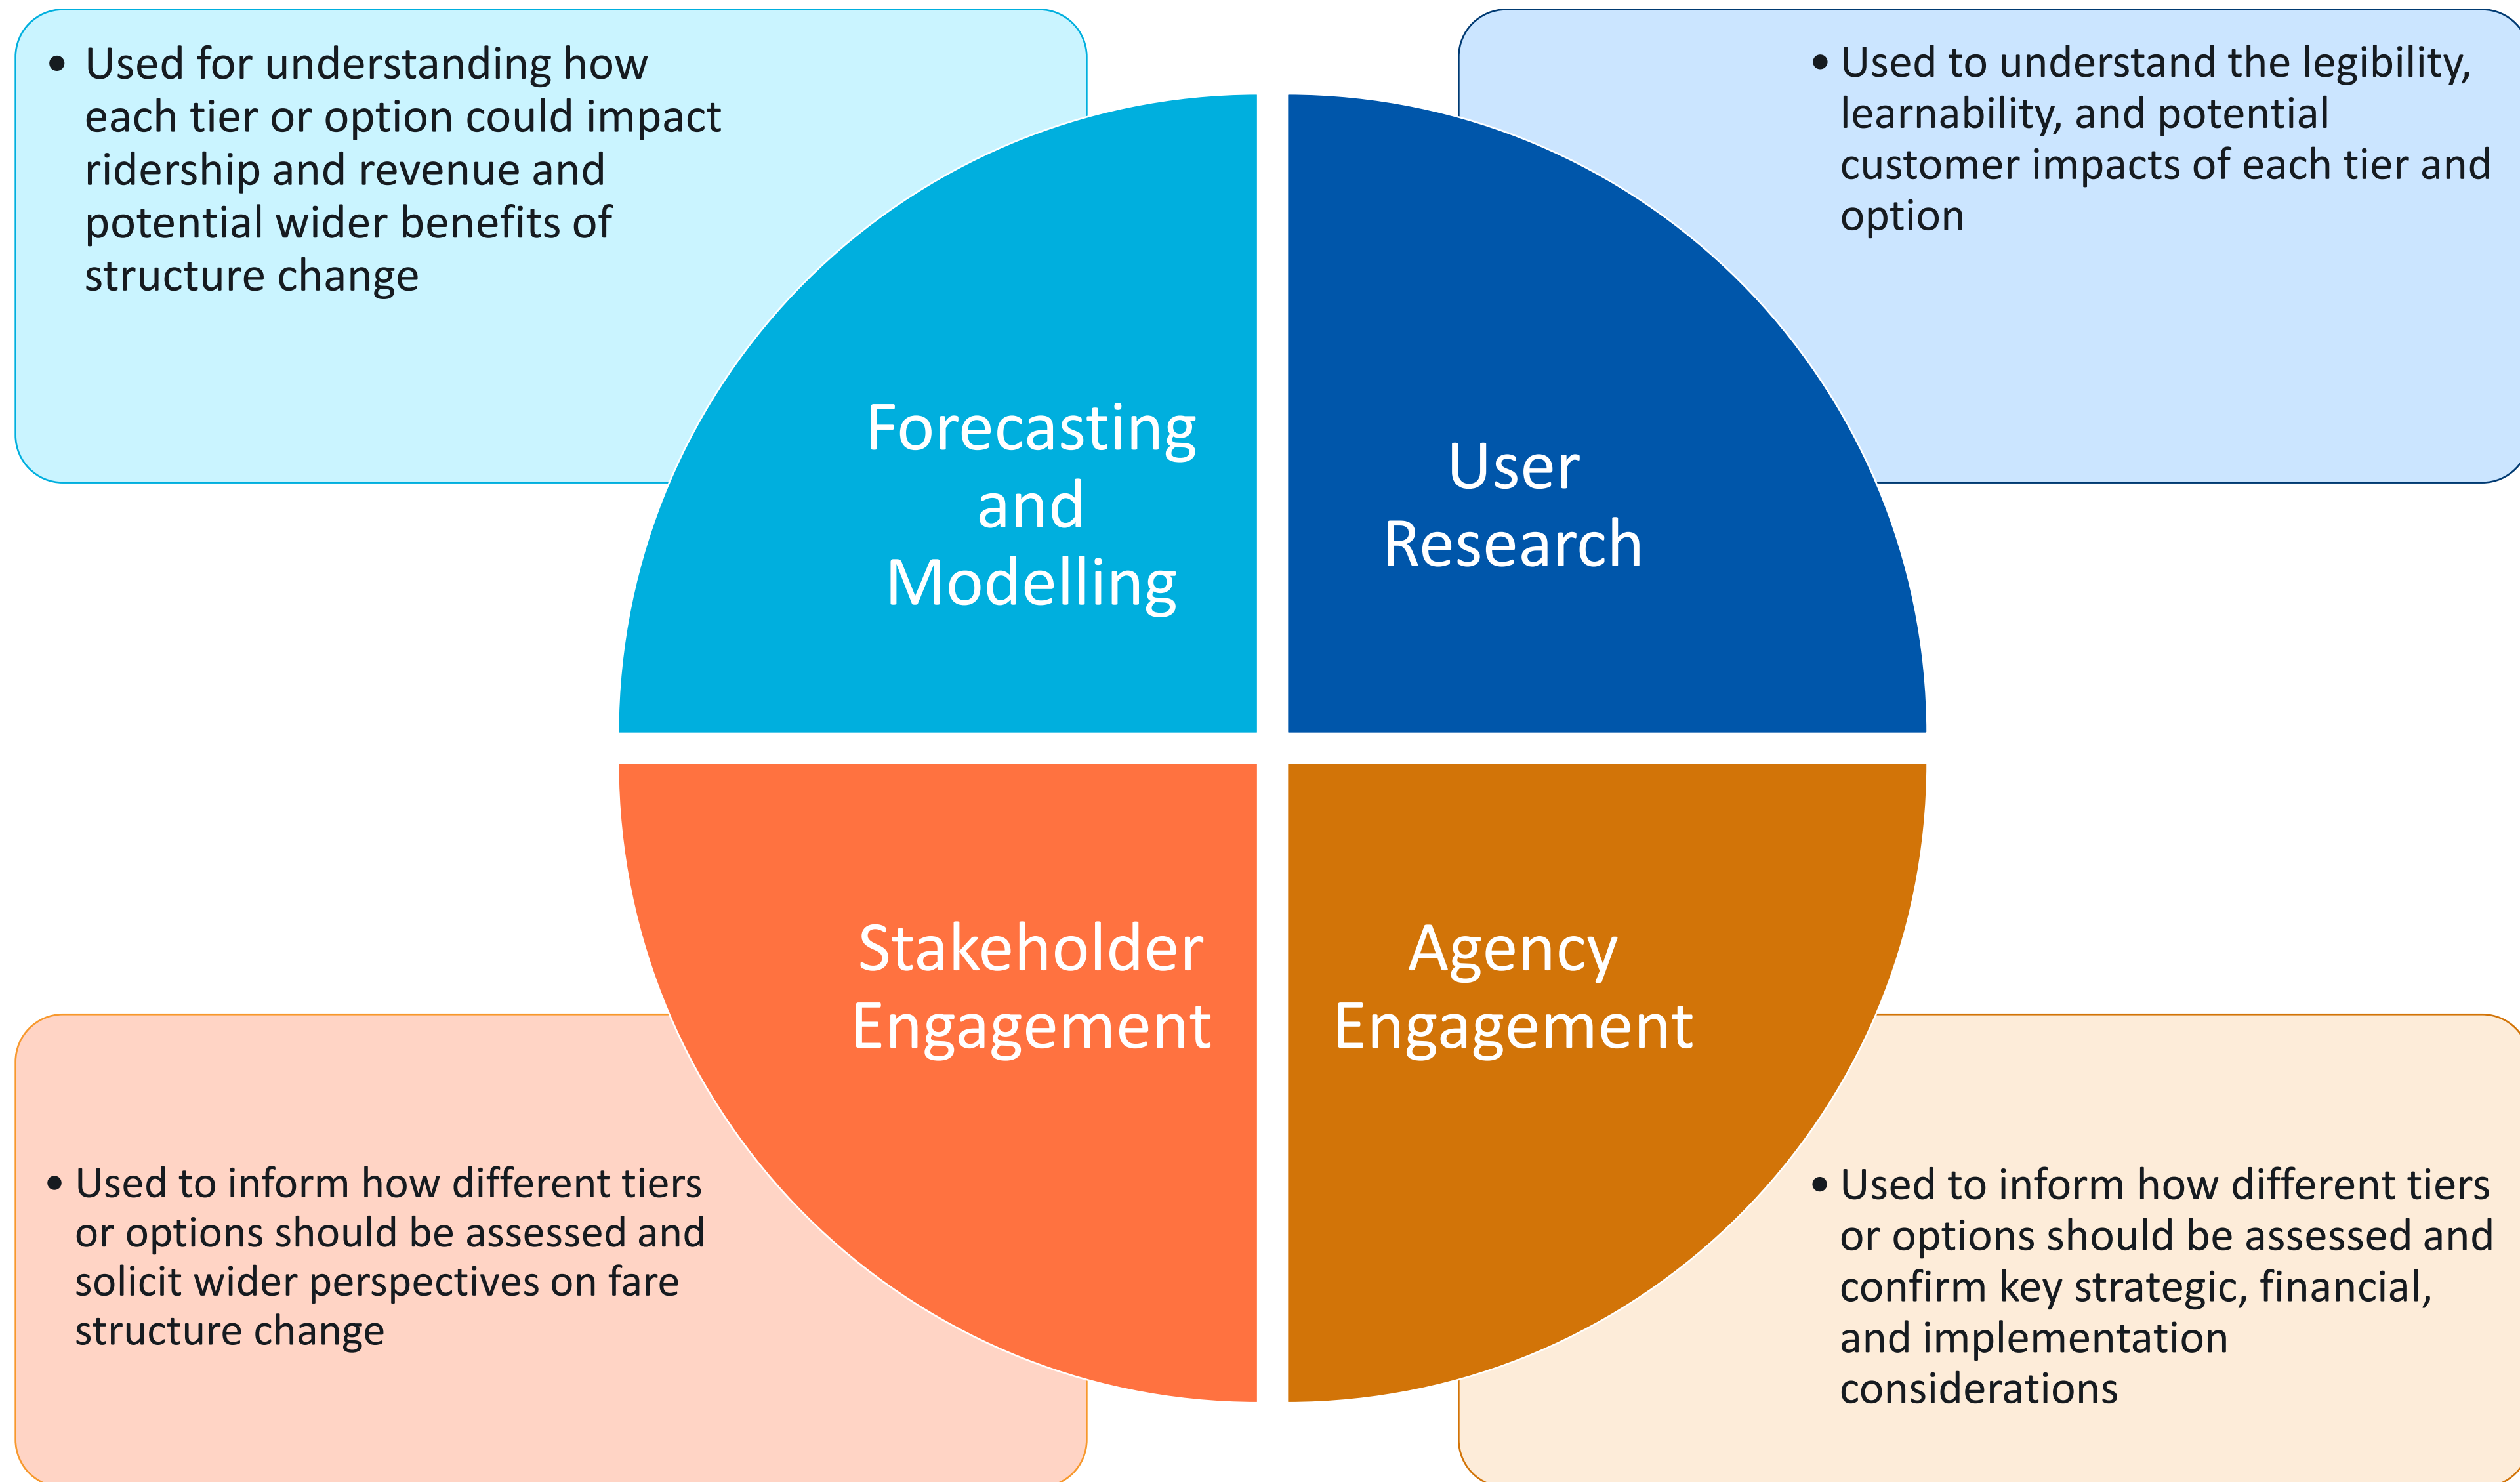 • Used for understanding how
each tier or option could impact
ridership and revenue and
potential wider benefits of
structure change
• Used to understand the legibility,
learnability, and potential
customer impacts of each tier and
option
Forecasting
and
Modelling
User
Research
Stakeholder
Engagement
Agency
Engagement
• Used to inform how different tiers
or options should be assessed and
solicit wider perspectives on fare
structure change
• Used to inform how different tiers
or options should be assessed and
confirm key strategic, financial,
and implementation
considerations